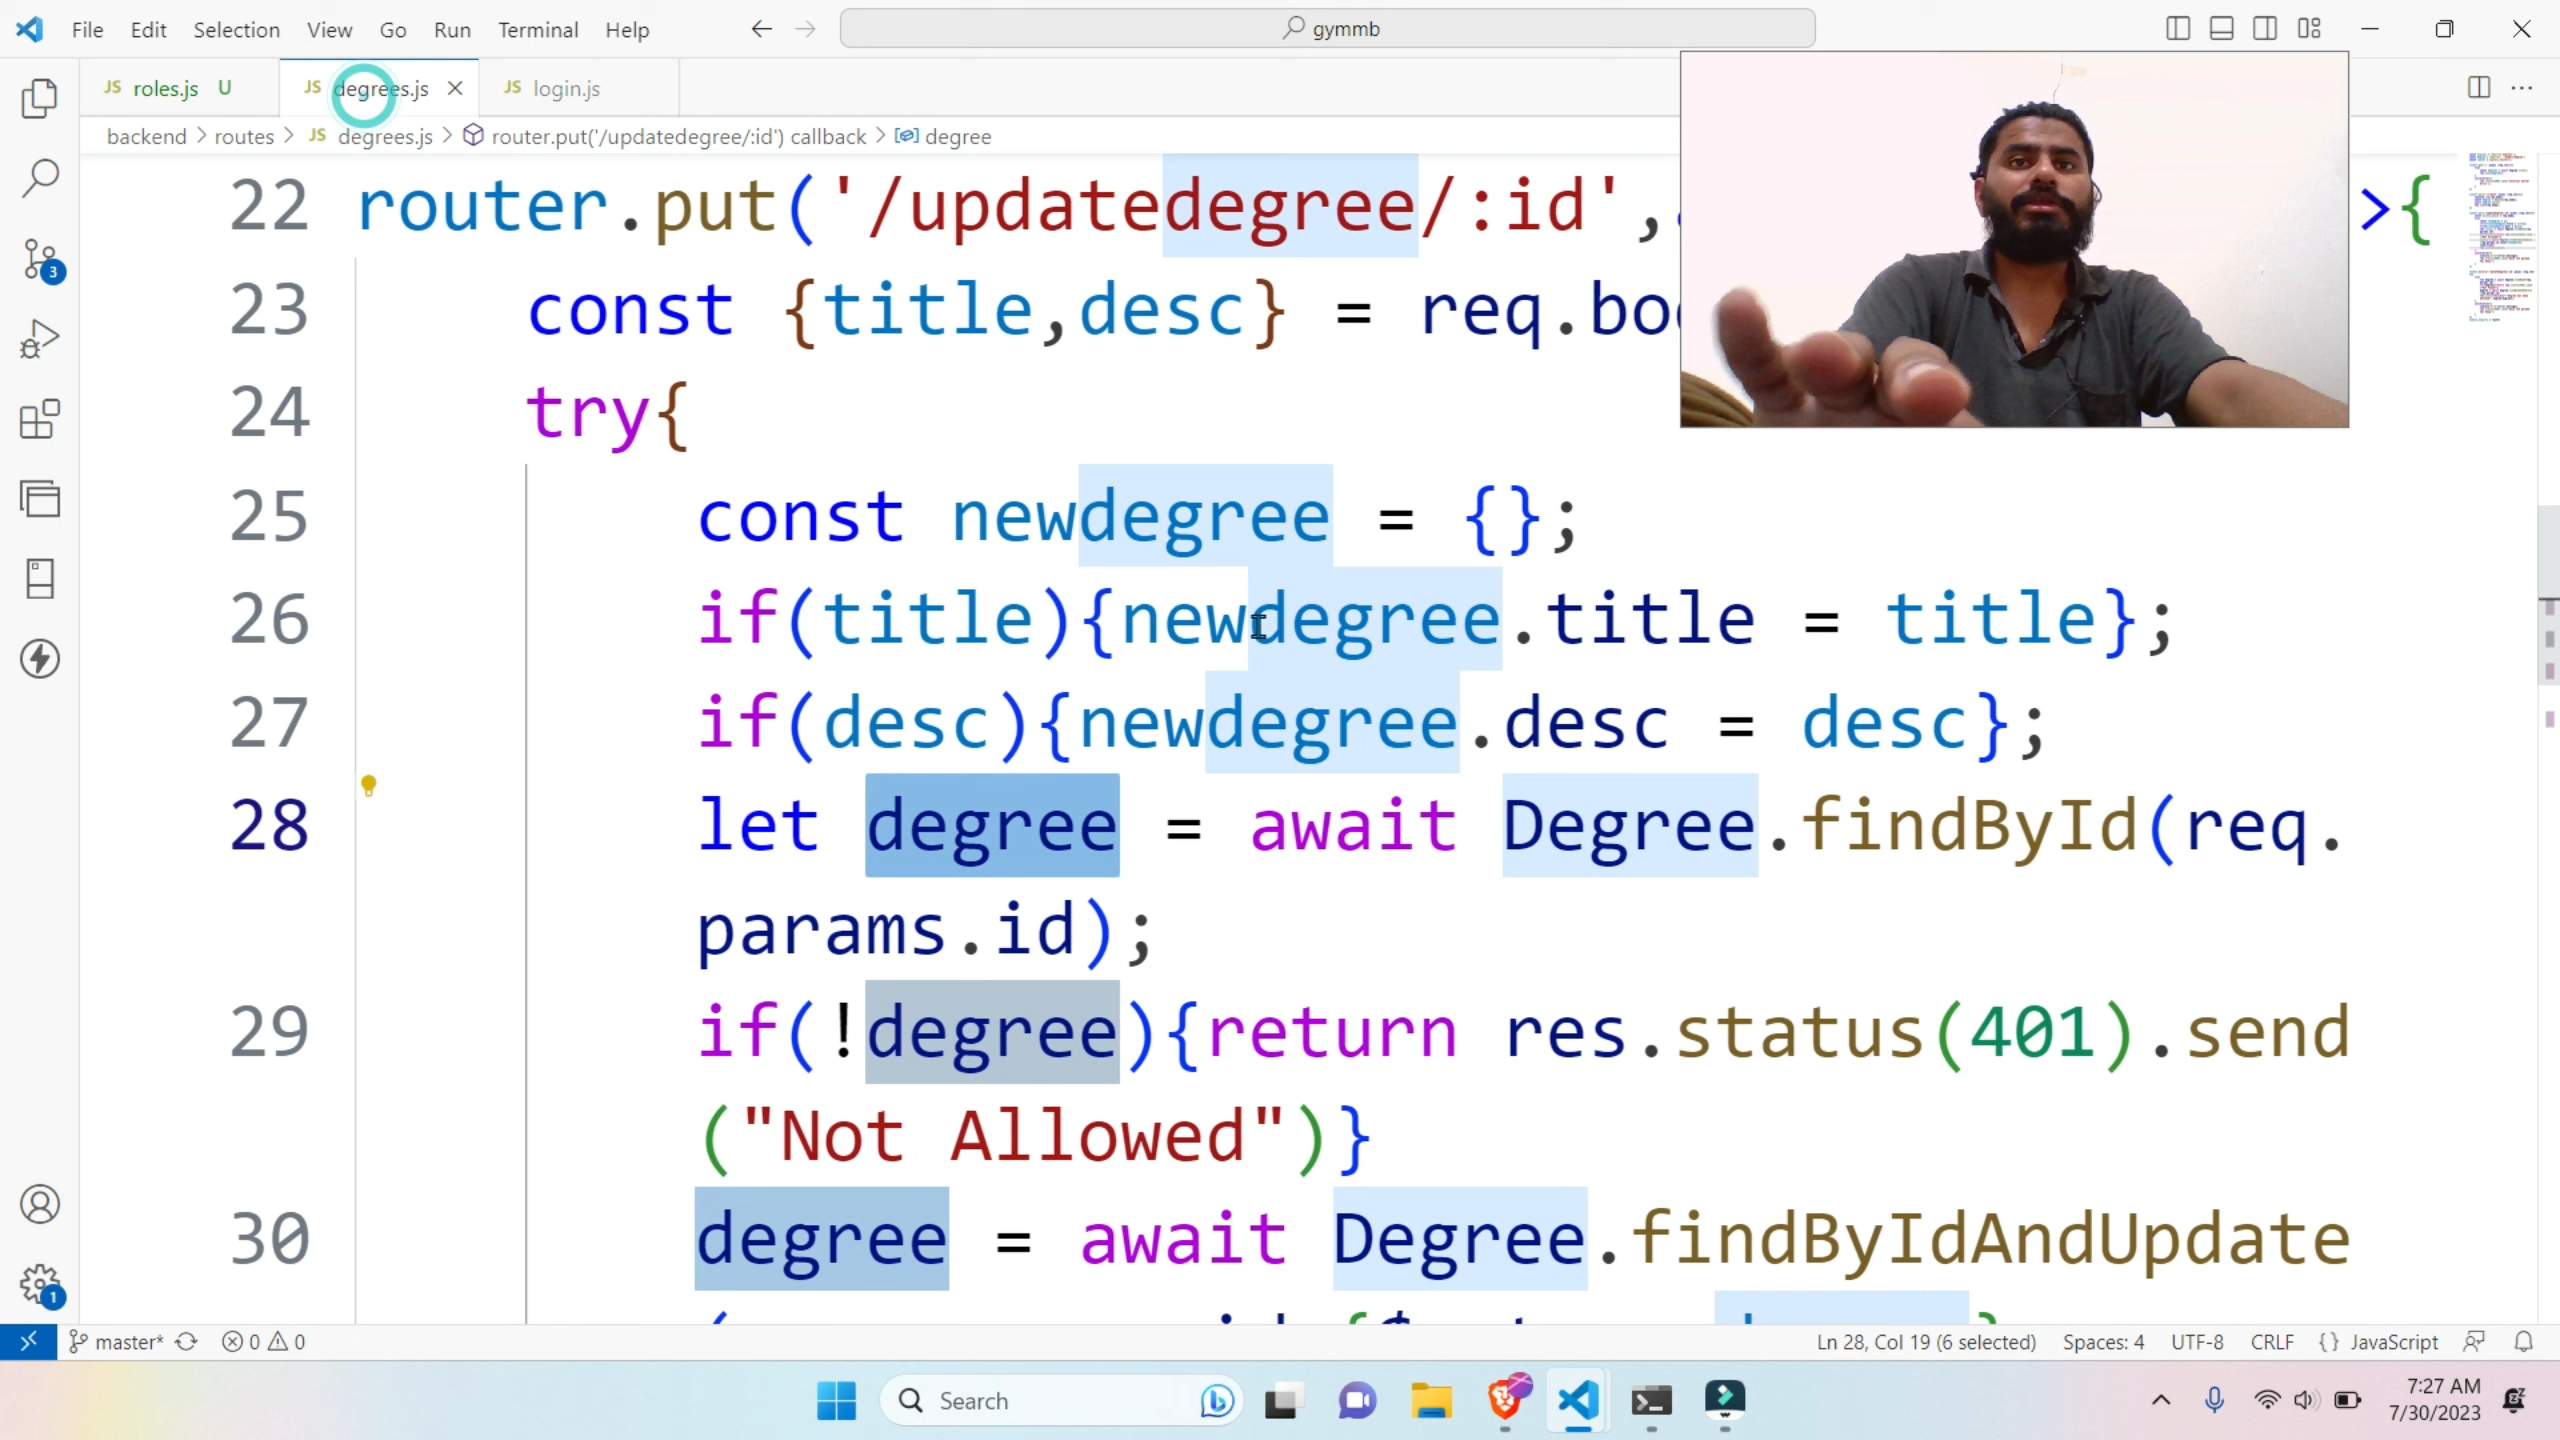 File Edit Selection View Go Run Terminal Help
gymmb
JS roles.js U
JS degrees.js
JS login.js
backend > routes > JS degrees.js > router.put('/updatedegree/:id') callback > degree
22 router.put('/updatedegree/:id', >{
23 const {title,desc} = req.bo
24 try{
25 const newdegree = {};
26 if(title){newdegree.title = title};
27 if(desc){newdegree.desc = desc};
28 let degree = await Degree.findById(req.
params.id);
29 if(!degree){return res.status(401).send
("Not Allowed")}
30 degree = await Degree.findByIdAndUpdate
3
1
master* 0 0
Ln 28, Col 19 (6 selected) Spaces: 4 UTF-8 CRLF {} JavaScript
Search
7:27 AM
7/30/2023